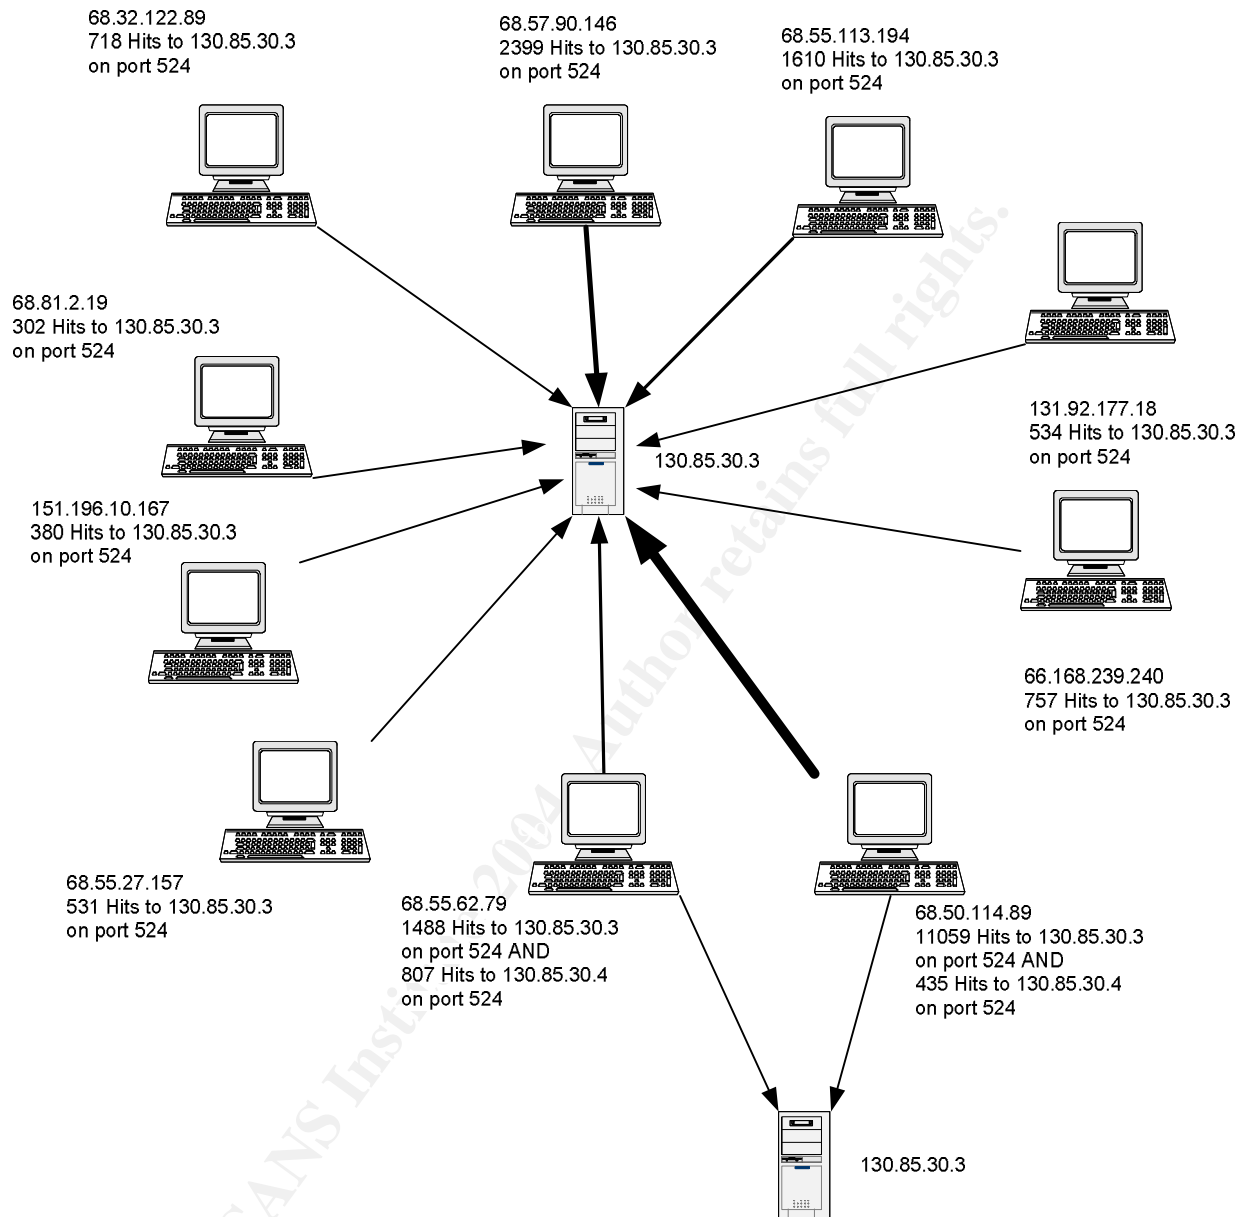 68.32.122.89
718 Hits to 130.85.30.3
on port 524
68.57.90.146
2399 Hits to 130.85.30.3
on port 524
68.55.113.194
1610 Hits to 130.85.30.3
on port 524
68.81.2.19
302 Hits to 130.85.30.3
on port 524
131.92.177.18
534 Hits to 130.85.30.3
on port 524
130.85.30.3
151.196.10.167
380 Hits to 130.85.30.3
on port 524
66.168.239.240
757 Hits to 130.85.30.3
on port 524
68.55.27.157
531 Hits to 130.85.30.3
on port 524
68.55.62.79
1488 Hits to 130.85.30.3
on port 524 AND
807 Hits to 130.85.30.4
on port 524
68.50.114.89
11059 Hits to 130.85.30.3
on port 524 AND
435 Hits to 130.85.30.4
on port 524
130.85.30.3
SANS Institute 2004, Author retains full rights.